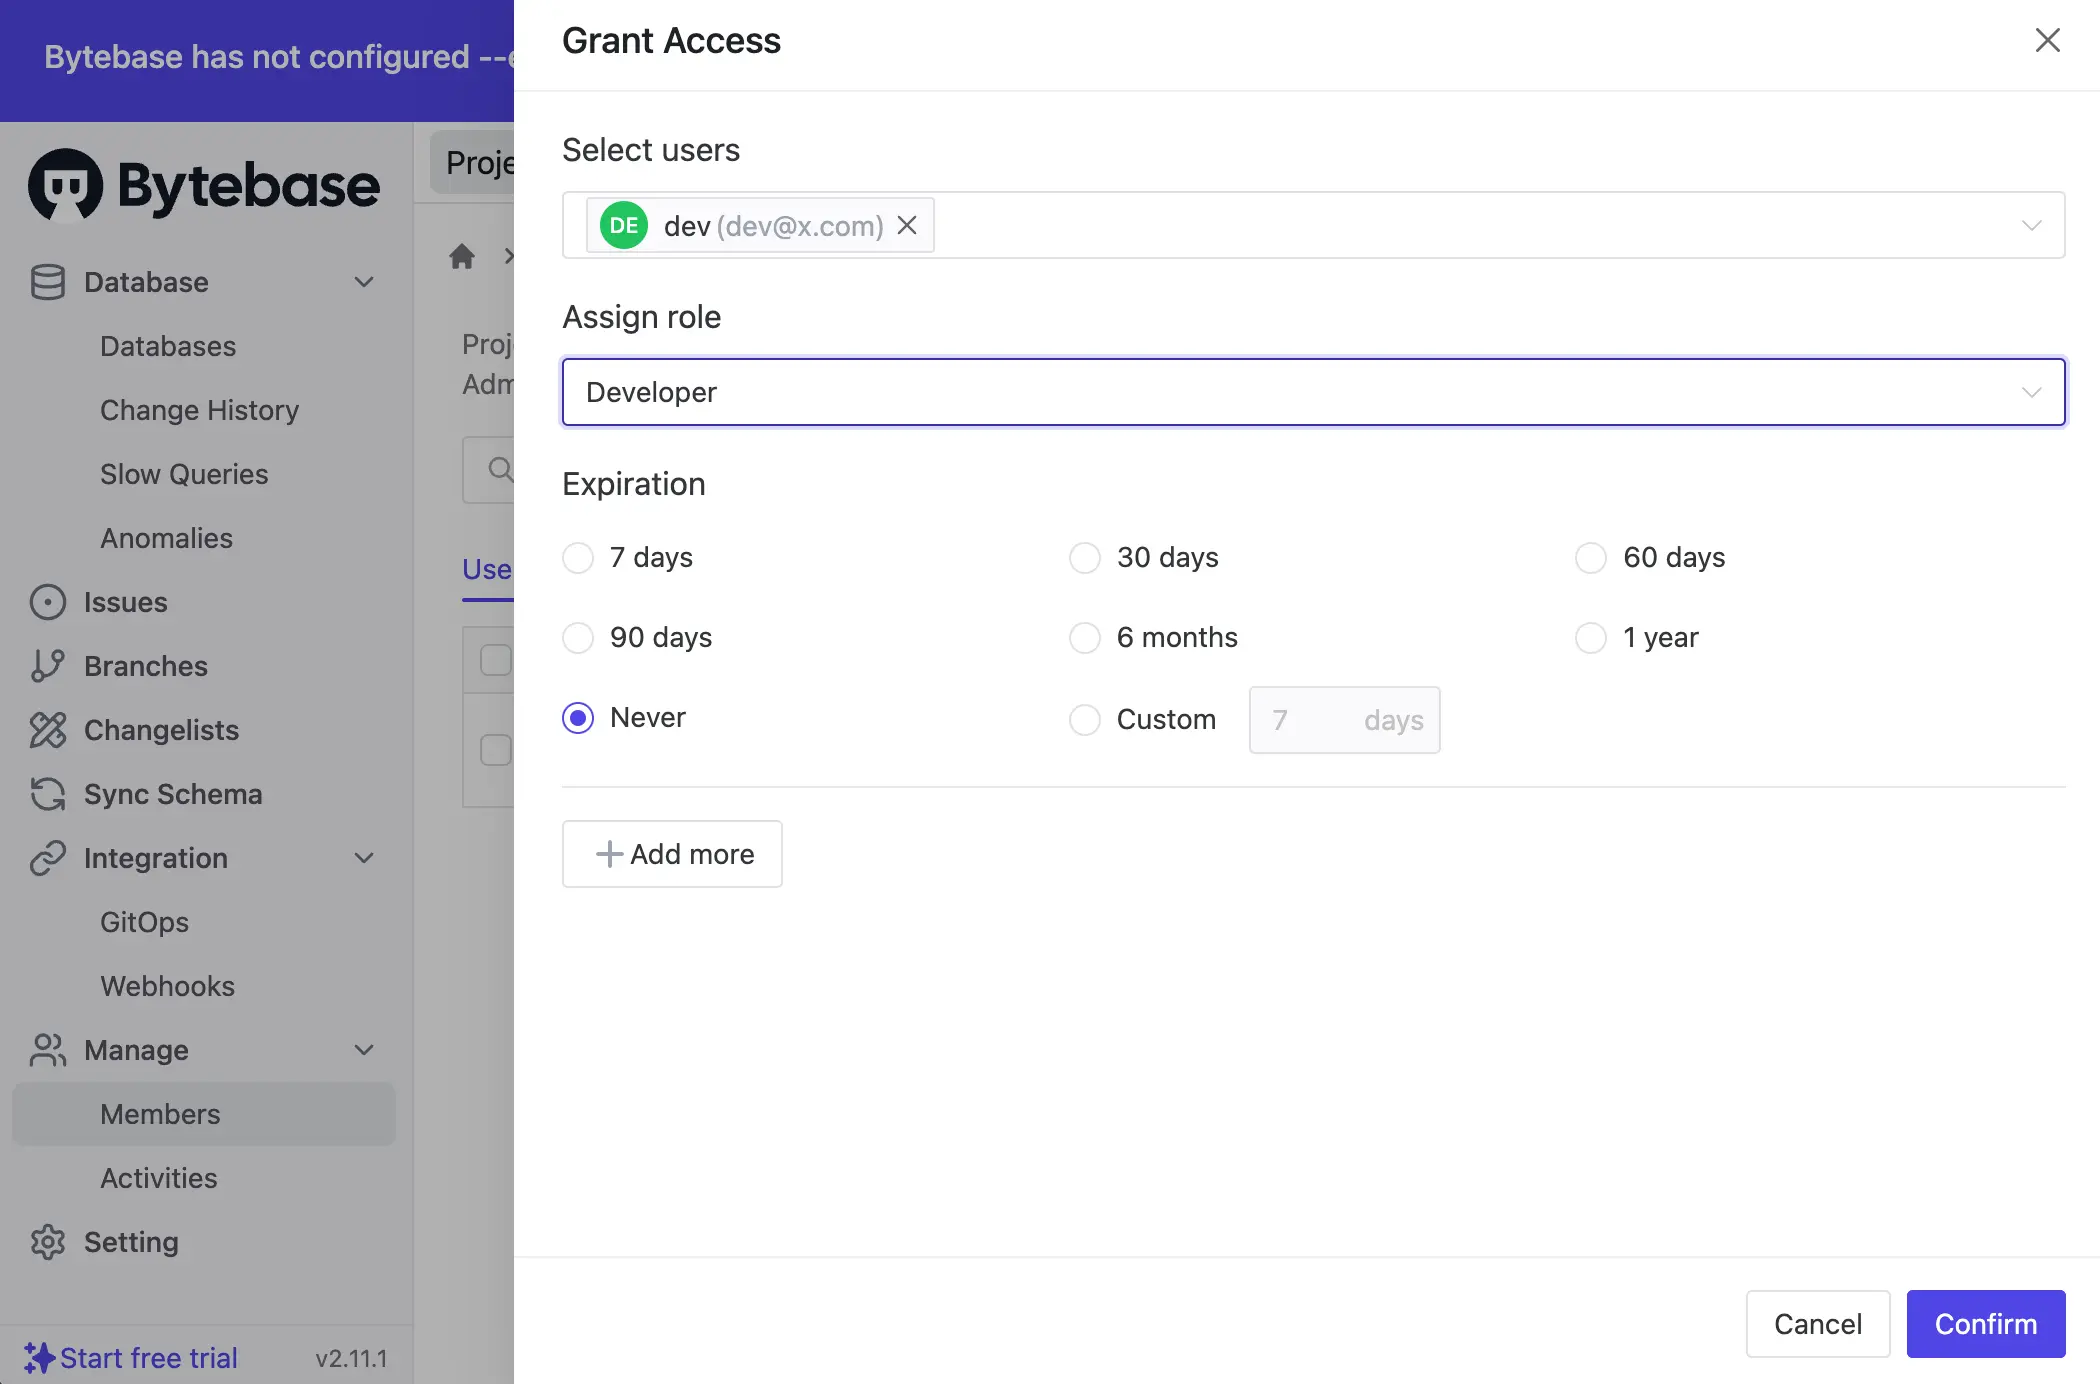 Bytebase has not configured --e
Bytebase
Database
Databases
Change History
Slow Queries
Anomalies
Issues
Branches
Changelists
Sync Schema
Integration
GitOps
Webhooks
Manage
Members
Activities
Setting
Start free trial
v2.11.1
Proje
Proj
Adm
Use
Grant Access
Select users
DE dev (dev@x.com)
Assign role
Developer
Expiration
7 days
30 days
60 days
90 days
6 months
1 year
Never
Custom
7 days
Add more
Cancel
Confirm